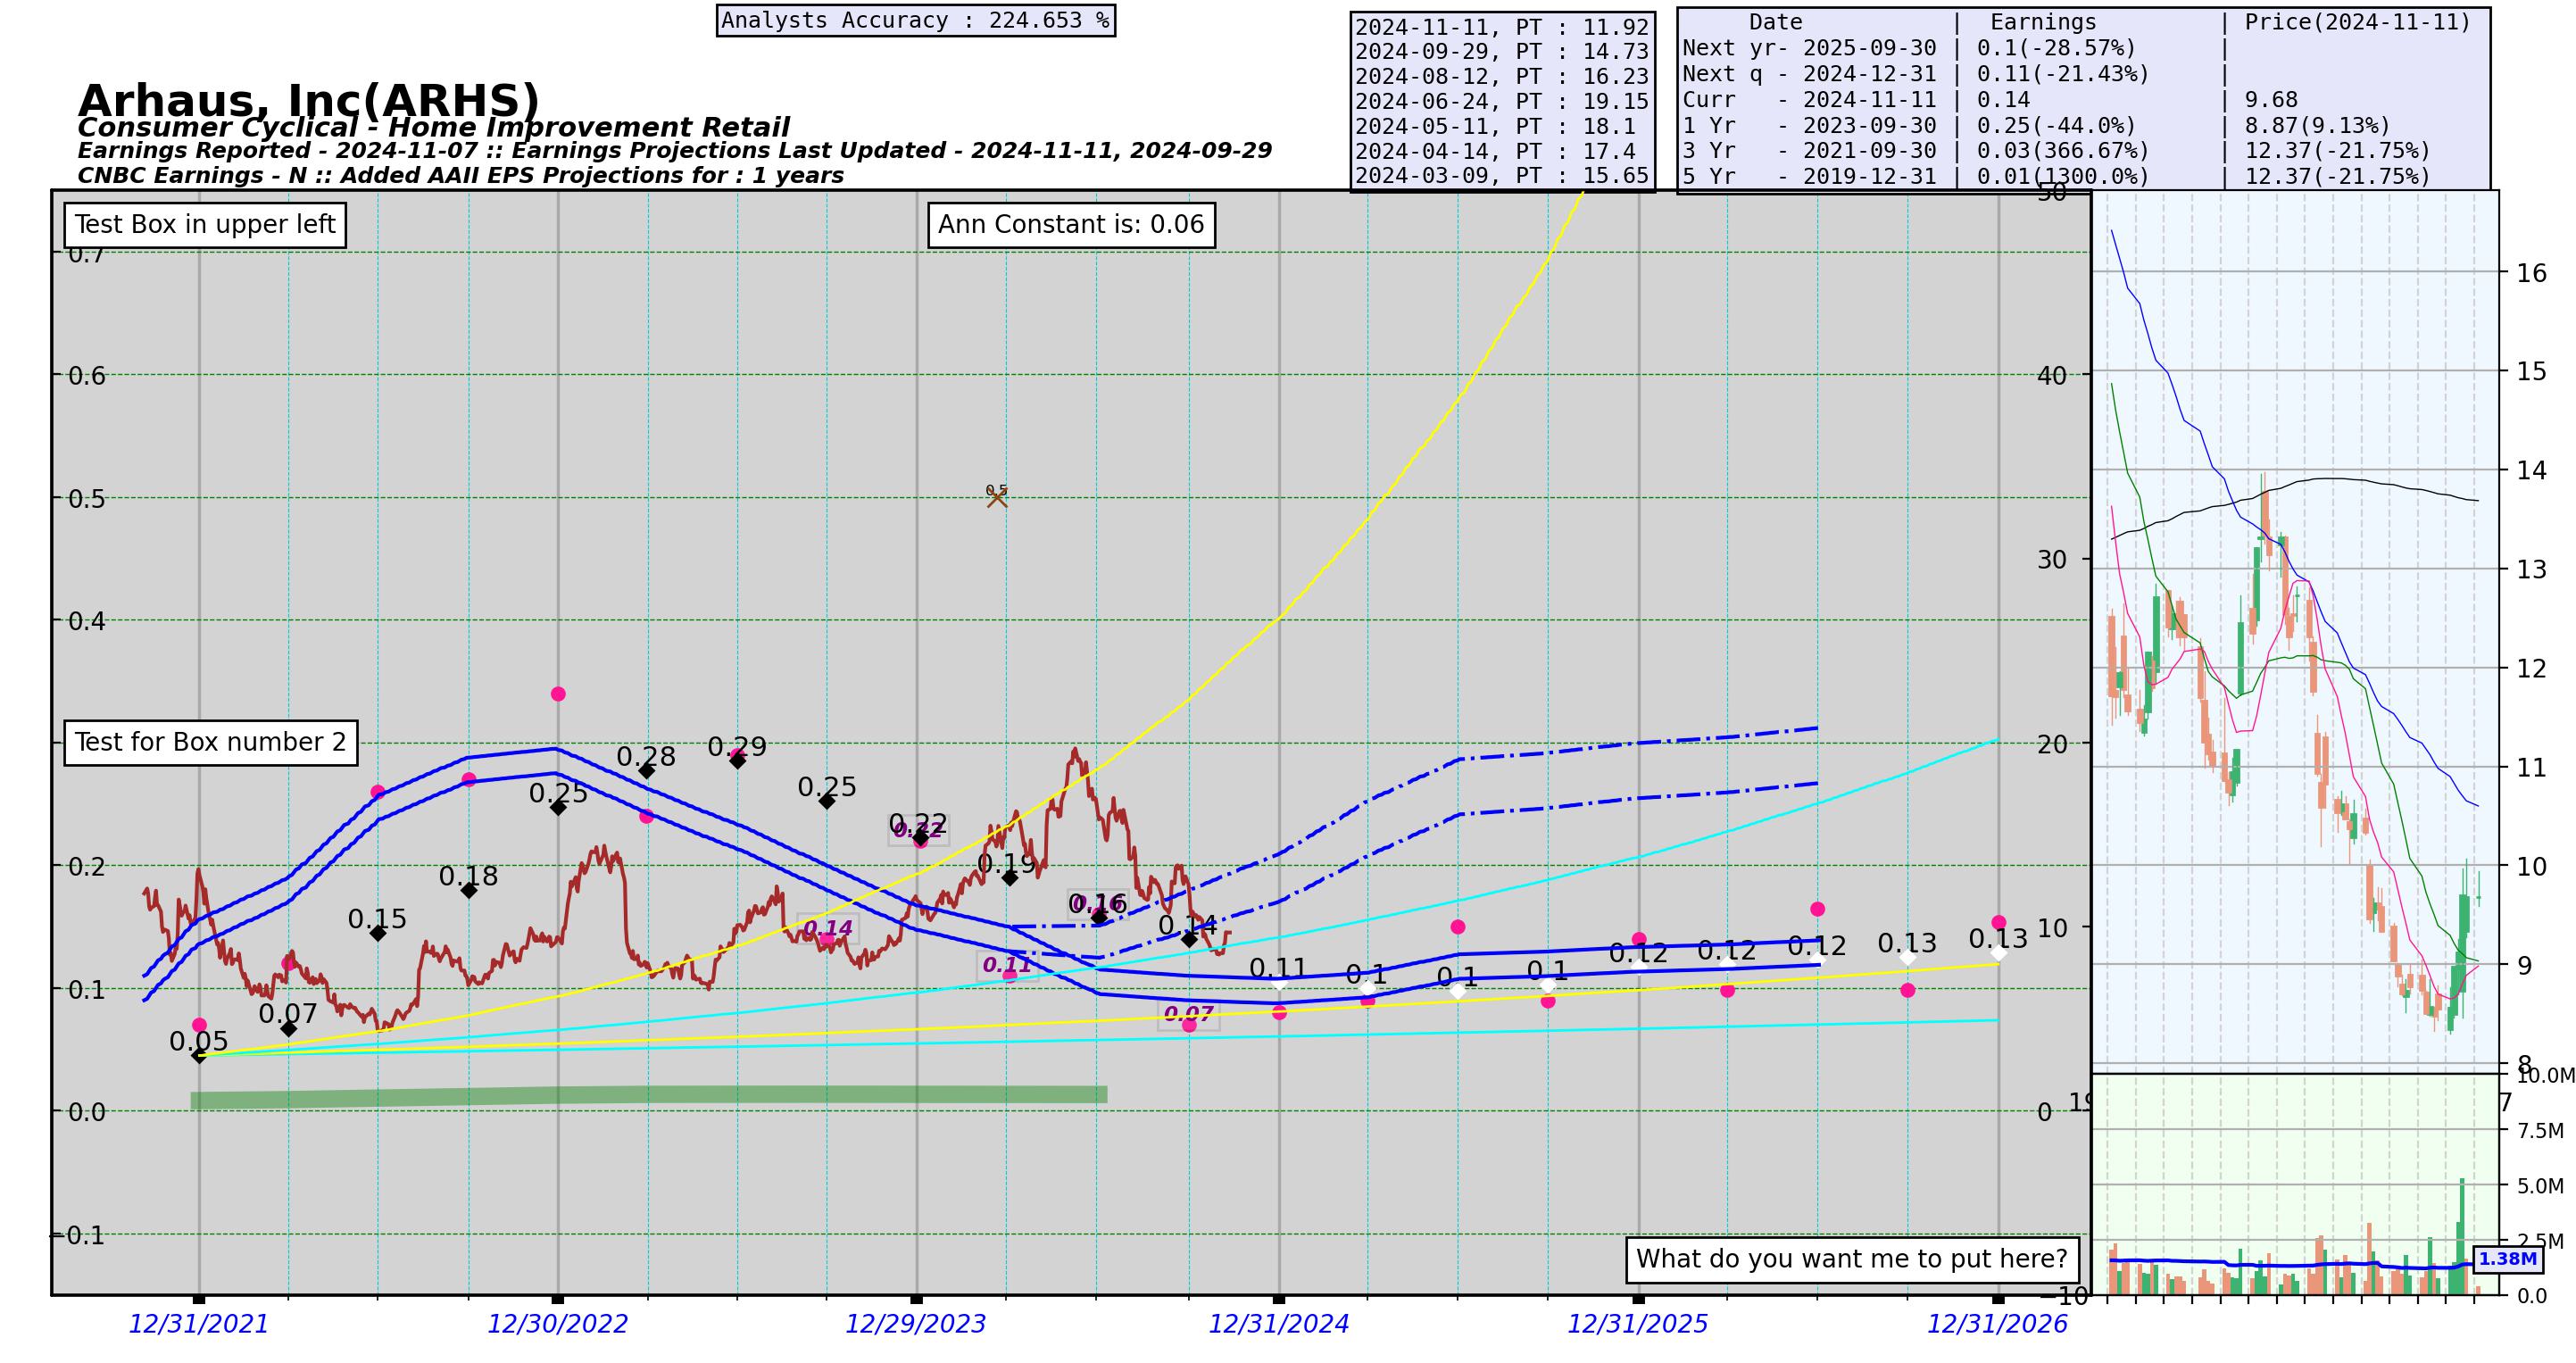 Analysts Accuracy : 224.653 %
2024-11-11, PT : 11.92
2024-09-29, PT : 14.73
2024-08-12, PT : 16.23
2024-06-24, PT : 19.15
2024-05-11, PT : 18.1
2024-04-14, PT : 17.4
2024-03-09, PT : 15.65
Date | Earnings | Price(2024-11-11)
Next yr- 2025-09-30 | 0.1(-28.57%) |
Next q - 2024-12-31 | 0.11(-21.43%) |
Curr - 2024-11-11 | 0.14 | 9.68
1 Yr - 2023-09-30 | 0.25(-44.0%) | 8.87(9.13%)
3 Yr - 2021-09-30 | 0.03(366.67%) | 12.37(-21.75%)
5 Yr - 2019-12-31 | 0.01(1300.0%) | 12.37(-21.75%)
Arhaus, Inc(ARHS)
Consumer Cyclical - Home Improvement Retail
Earnings Reported - 2024-11-07 :: Earnings Projections Last Updated - 2024-11-11, 2024-09-29
CNBC Earnings - N :: Added AAII EPS Projections for : 1 years
Test Box in upper left
Ann Constant is: 0.06
Test for Box number 2
What do you want me to put here?
0.7
0.6
0.5
0.4
0.2
0.1
0.0
−0.1
50
40
30
20
10
0
−10
0.5
0.05
0.07
0.15
0.18
0.25
0.28
0.29
0.25
0.22
0.22
0.19
0.16
0.16
0.14
0.14
0.11
0.07
0.11
0.1
0.1
0.1
0.12
0.12
0.12
0.13
0.13
16
15
14
13
12
11
10
9
8
10.0M
7.5M
5.0M
2.5M
0.0
1.38M
12/31/2021
12/30/2022
12/29/2023
12/31/2024
12/31/2025
12/31/2026